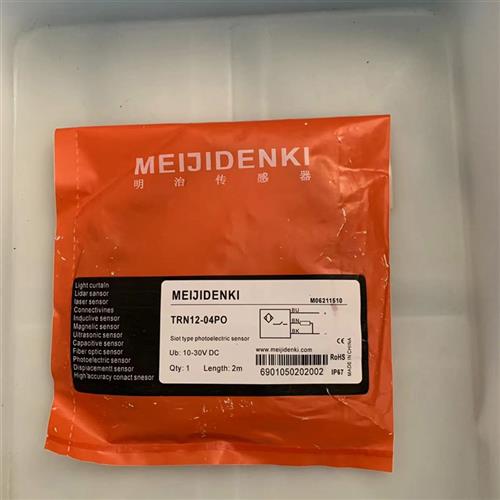 MEIJIDENKI
明治传感器
Light curtain
Lidar sensor
laser sensor
Connectivines
Inductive sensor
Magnetic sensor
Ultrasonic sensor
Capacitive sensor
Fiber optic sensor
Photoelectric sensor
Displacement sensor
High accuracy conact snesor
MEIJIDENKI
M06211510
TRN12-04PO
BU
BN
BK
Slot type photoelectric sensor
www.meijidenki.com
RoHS
Ub: 10-30V DC
Qty: 1 Length: 2m
6901050202002
IP67
MADE IN CHINA